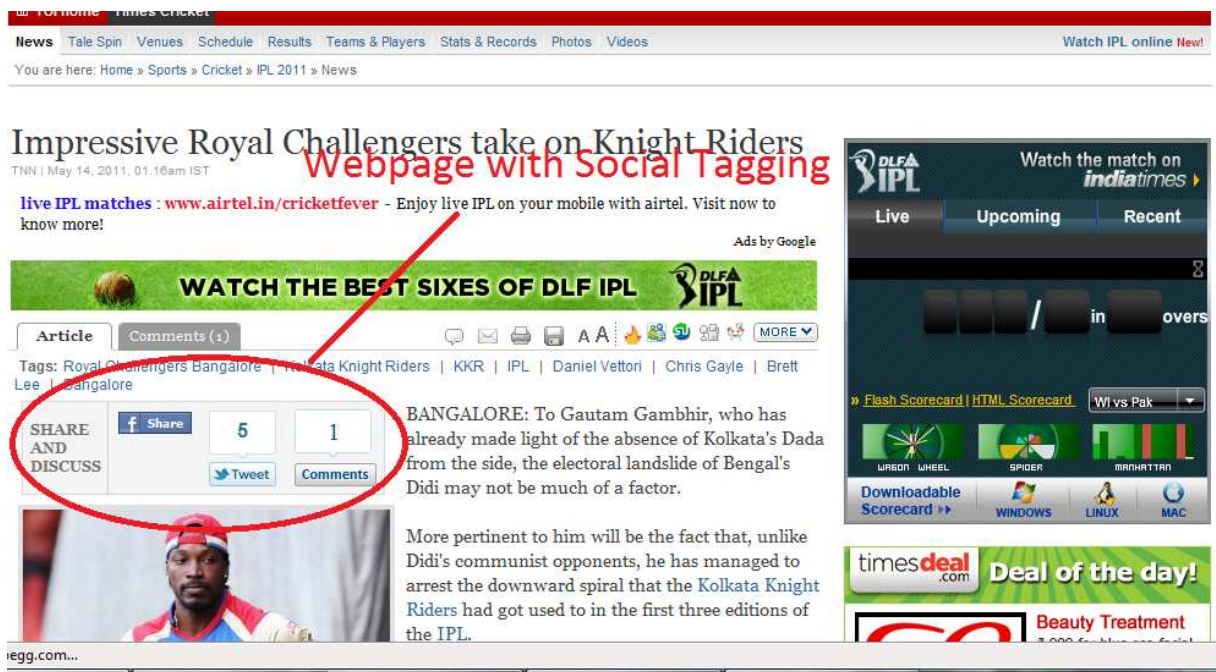 TOI Home Times Cricket
News Tale Spin Venues Schedule Results Teams & Players Stats & Records Photos Videos Watch IPL online New!
You are here: Home » Sports » Cricket » IPL 2011 » News
Impressive Royal Challengers take on Knight Riders
TNN | May 14, 2011, 01.16am IST
Webpage with Social Tagging
live IPL matches : www.airtel.in/cricketfever - Enjoy live IPL on your mobile with airtel. Visit now to
know more!
Ads by Google
WATCH THE BEST SIXES OF DLF IPL DLF IPL
Article Comments (1) A A MORE
Tags: Royal Challengers Bangalore | Kolkata Knight Riders | KKR | IPL | Daniel Vettori | Chris Gayle | Brett
Lee | Bangalore
SHARE
AND
DISCUSS
f Share
5
Tweet
1
Comments
BANGALORE: To Gautam Gambhir, who has
already made light of the absence of Kolkata's Dada
from the side, the electoral landslide of Bengal's
Didi may not be much of a factor.
More pertinent to him will be the fact that, unlike
Didi's communist opponents, he has managed to
arrest the downward spiral that the Kolkata Knight
Riders had got used to in the first three editions of
the IPL.
DLF
IPL
Watch the match on
indiatimes
Live Upcoming Recent
/ in overs
» Flash Scorecard | HTML Scorecard WI vs Pak
WAGON WHEEL SPIDER MANHATTAN
Downloadable
Scorecard
WINDOWS LINUX MAC
timesdeal
.com
Deal of the day!
Beauty Treatment
egg.com...